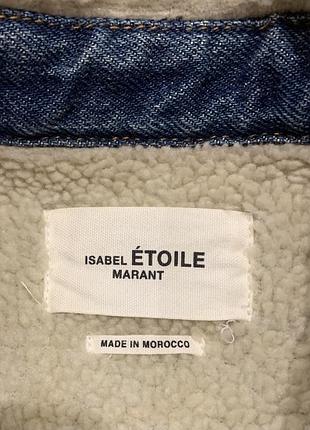 ISABEL ÉTOILE
MARANT
MADE IN MOROCCO